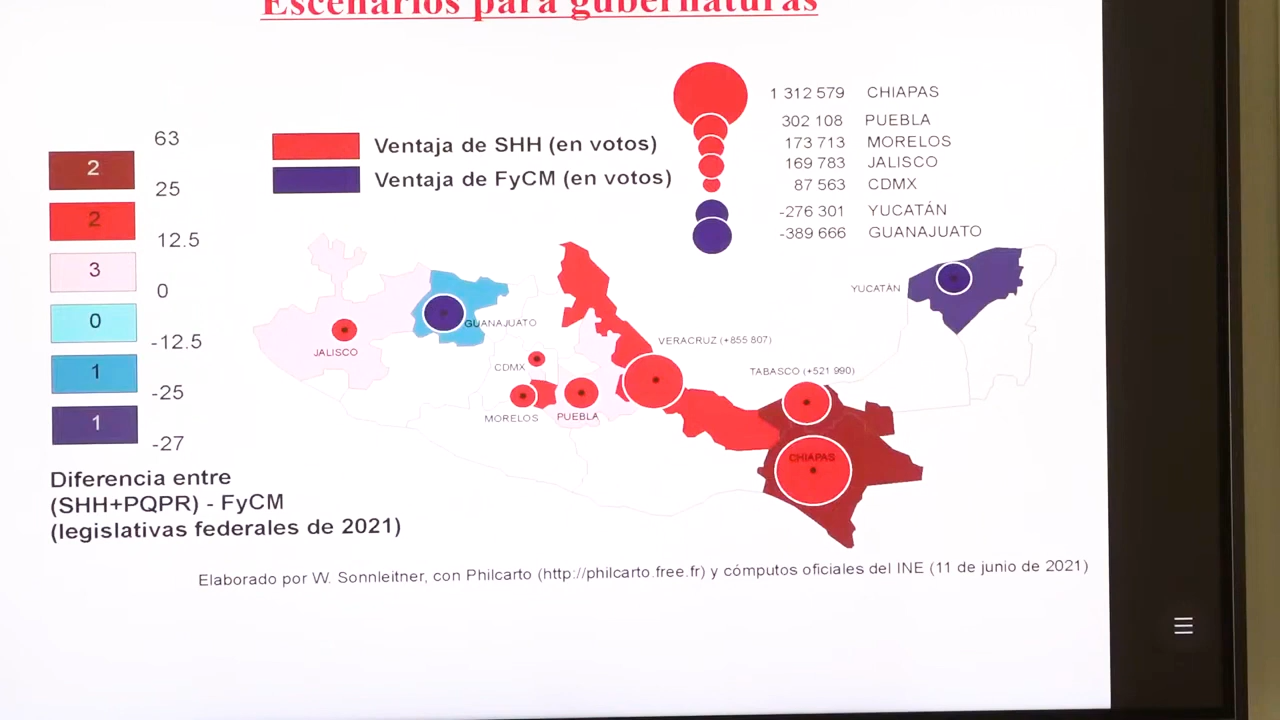 Escenarios para gubernaturas
1 312 579 CHIAPAS
302 108 PUEBLA
173 713 MORELOS
169 783 JALISCO
87 563 CDMX
-276 301 YUCATÁN
-389 666 GUANAJUATO
Ventaja de SHH (en votos)
Ventaja de FyCM (en votos)
63
2
25
2
12.5
3
0
0
-12.5
1
-25
1
-27
Diferencia entre
(SHH+PQPR) - FyCM
(legislativas federales de 2021)
YUCATÁN
GUANAJUATO
VERACRUZ (+855 807)
JALISCO
CDMX
TABASCO (+521 990)
MORELOS
PUEBLA
CHIAPAS
Elaborado por W. Sonnleitner, con Philcarto (http://philcarto.free.fr) y cómputos oficiales del INE (11 de junio de 2021)